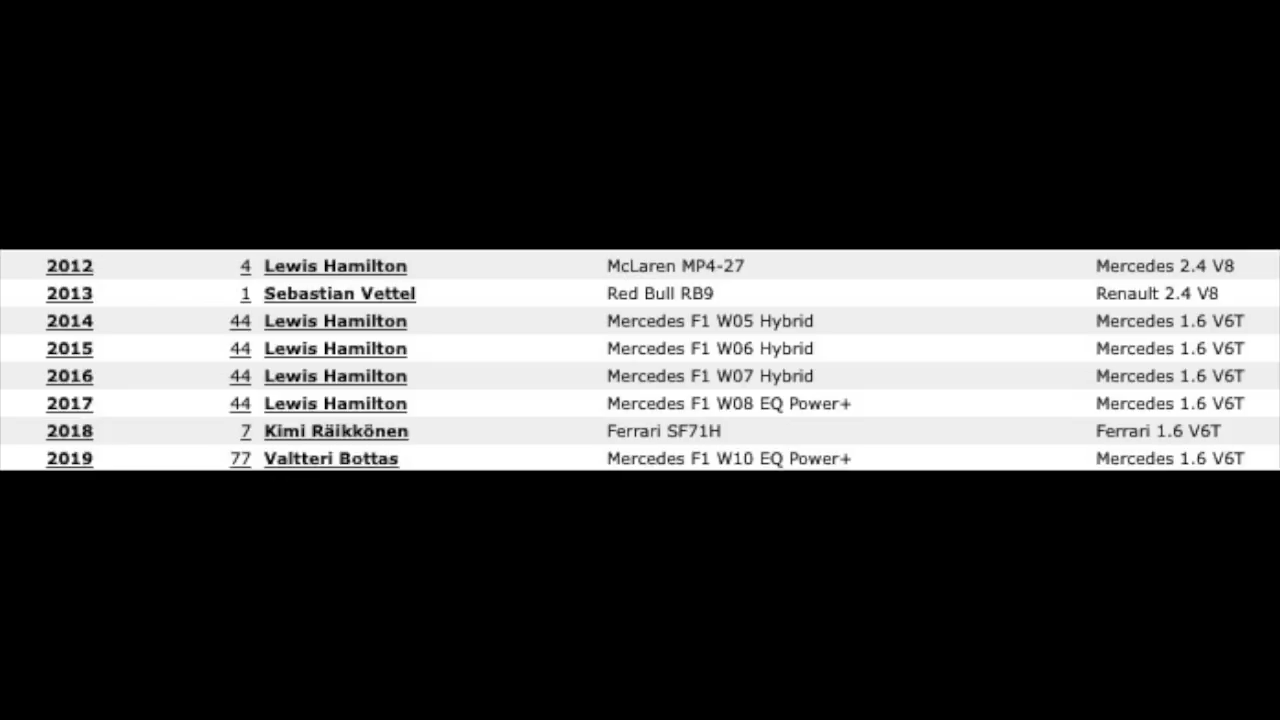 2012 4 Lewis Hamilton McLaren MP4-27 Mercedes 2.4 V8
2013 1 Sebastian Vettel Red Bull RB9 Renault 2.4 V8
2014 44 Lewis Hamilton Mercedes F1 W05 Hybrid Mercedes 1.6 V6T
2015 44 Lewis Hamilton Mercedes F1 W06 Hybrid Mercedes 1.6 V6T
2016 44 Lewis Hamilton Mercedes F1 W07 Hybrid Mercedes 1.6 V6T
2017 44 Lewis Hamilton Mercedes F1 W08 EQ Power+ Mercedes 1.6 V6T
2018 7 Kimi Räikkönen Ferrari SF71H Ferrari 1.6 V6T
2019 77 Valtteri Bottas Mercedes F1 W10 EQ Power+ Mercedes 1.6 V6T